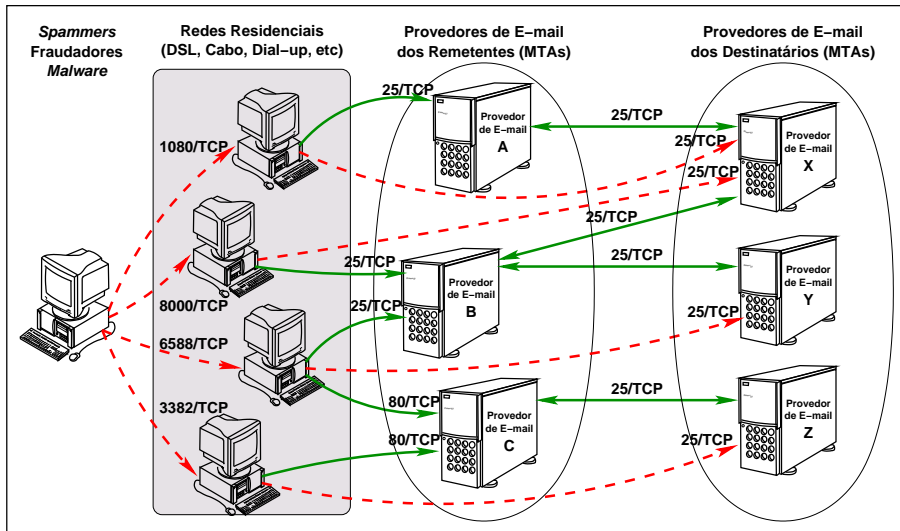 Spammers
Fraudadores
Malware
Redes Residenciais
(DSL, Cabo, Dial−up, etc)
Provedores de E−mail
dos Remetentes (MTAs)
Provedores de E−mail
dos Destinatários (MTAs)
25/TCP
Provedor
de E−mail
A
25/TCP
Provedor
de E−mail
X
1080/TCP
25/TCP
25/TCP
25/TCP
25/TCP
Provedor
de E−mail
B
25/TCP
Provedor
de E−mail
Y
8000/TCP
25/TCP
25/TCP
6588/TCP
3382/TCP
80/TCP
Provedor
de E−mail
C
25/TCP
Provedor
de E−mail
Z
80/TCP
25/TCP